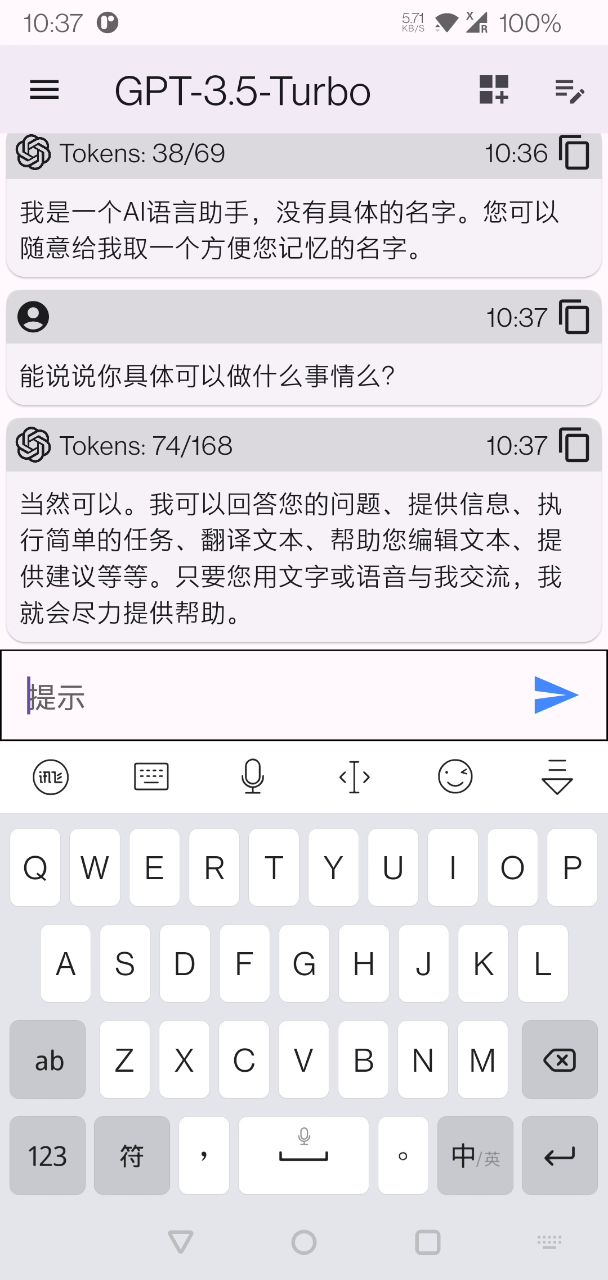 10:37 5.71 KB/S X R 100%
GPT-3.5-Turbo
Tokens: 38/69 10:36
我是一个AI语言助手，没有具体的名字。您可以
随意给我取一个方便您记忆的名字。
10:37
能说说你具体可以做什么事情么？
Tokens: 74/168 10:37
当然可以。我可以回答您的问题、提供信息、执
行简单的任务、翻译文本、帮助您编辑文本、提
供建议等等。只要您用文字或语音与我交流，我
就会尽力提供帮助。
提示
Q W E R T Y U I O P
A S D F G H J K L
ab Z X C V B N M
123 符 ， 。 中/英